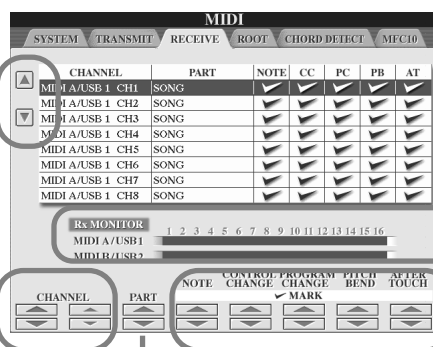 MIDI
SYSTEM TRANSMIT RECEIVE ROOT CHORD DETECT MFC10
CHANNEL PART NOTE CC PC PB AT
MIDI A/USB 1 CH1 SONG
MIDI A/USB 1 CH2 SONG
MIDI A/USB 1 CH3 SONG
MIDI A/USB 1 CH4 SONG
MIDI A/USB 1 CH5 SONG
MIDI A/USB 1 CH6 SONG
MIDI A/USB 1 CH7 SONG
MIDI A/USB 1 CH8 SONG
Rx MONITOR 1 2 3 4 5 6 7 8 9 10 11 12 13 14 15 16
MIDI A/USB1
MIDI B/USB2
CHANNEL PART NOTE CONTROL CHANGE PROGRAM CHANGE PITCH BEND AFTER TOUCH
MARK